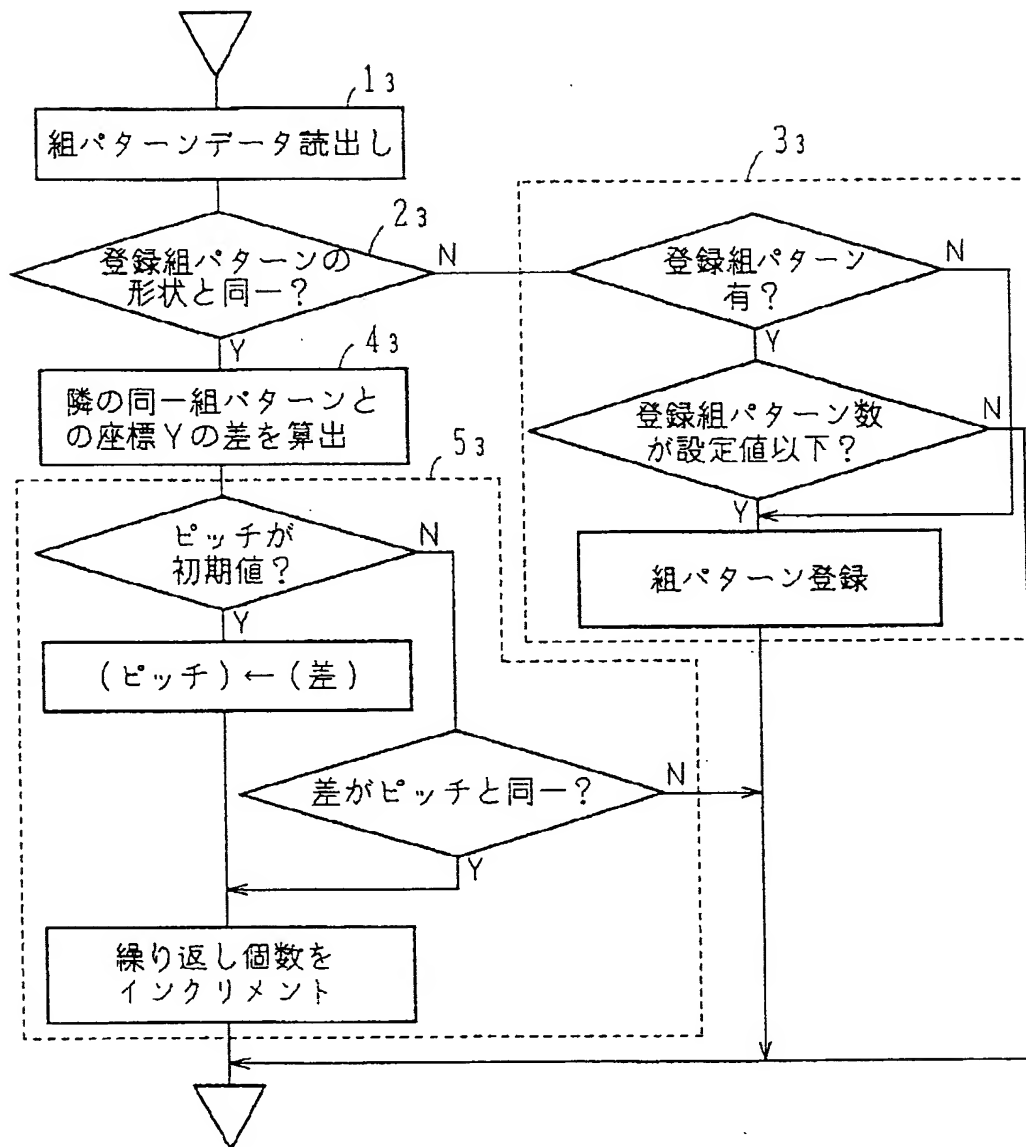 1₃
組パターンデータ読出し
2₃
登録組パターンの
形状と同一?
N
Y
3₃
登録組パターン
有?
N
Y
登録組パターン数
が設定値以下?
N
Y
組パターン登録
4₃
隣の同一組パターンと
の座標Yの差を算出
5₃
ピッチが
初期値?
N
Y
(ピッチ)←(差)
差がピッチと同一?
N
Y
繰り返し個数を
インクリメント